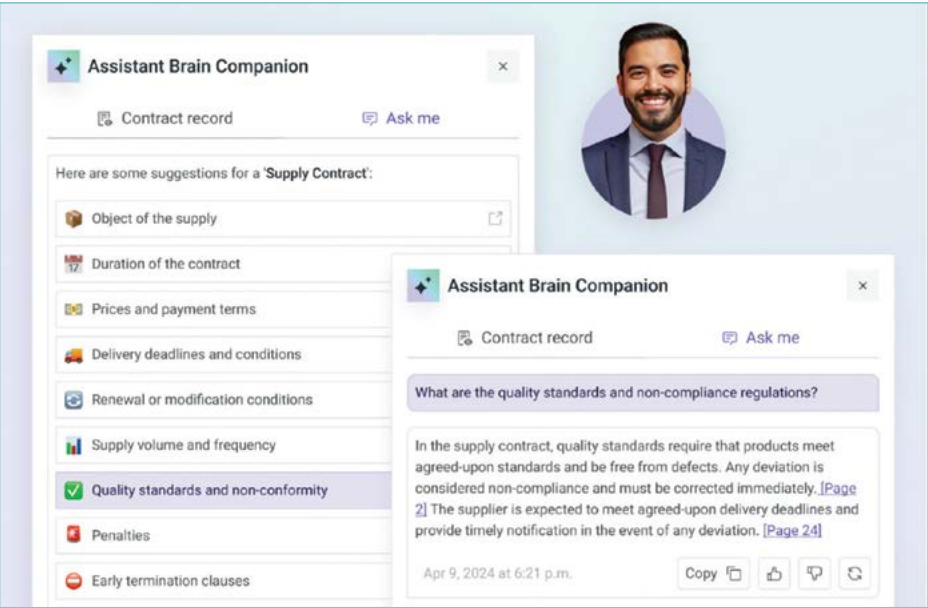 Assistant Brain Companion
Contract record
Ask me
Here are some suggestions for a 'Supply Contract':
Object of the supply
Duration of the contract
Prices and payment terms
Delivery deadlines and conditions
Renewal or modification conditions
Supply volume and frequency
Quality standards and non-conformity
Penalties
Early termination clauses
Assistant Brain Companion
Contract record
Ask me
What are the quality standards and non-compliance regulations?
In the supply contract, quality standards require that products meet
agreed-upon standards and be free from defects. Any deviation is
considered non-compliance and must be corrected immediately. [Page
2] The supplier is expected to meet agreed-upon delivery deadlines and
provide timely notification in the event of any deviation. [Page 24]
Apr 9, 2024 at 6:21 p.m.
Copy